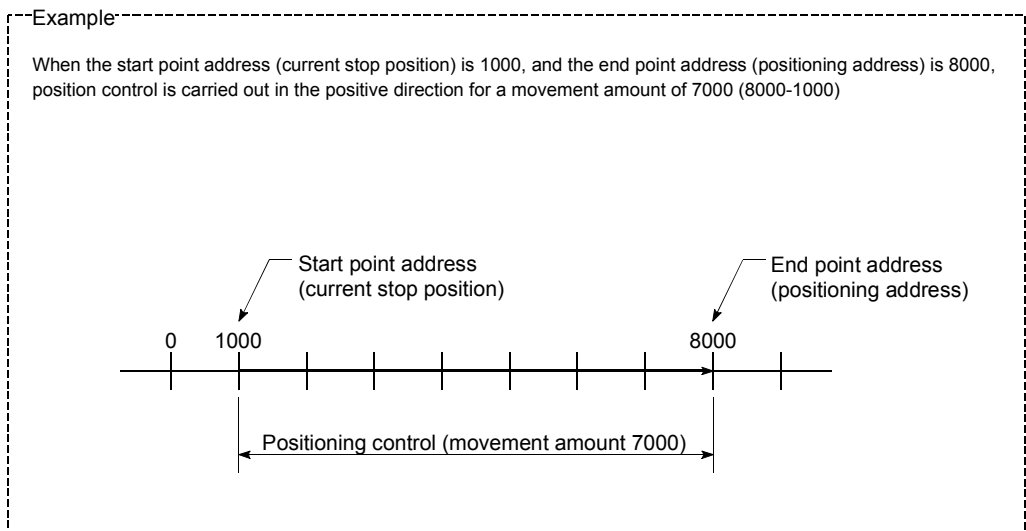 Example
When the start point address (current stop position) is 1000, and the end point address (positioning address) is 8000,
position control is carried out in the positive direction for a movement amount of 7000 (8000-1000)
Start point address
(current stop position)
End point address
(positioning address)
0 1000 8000
Positioning control (movement amount 7000)